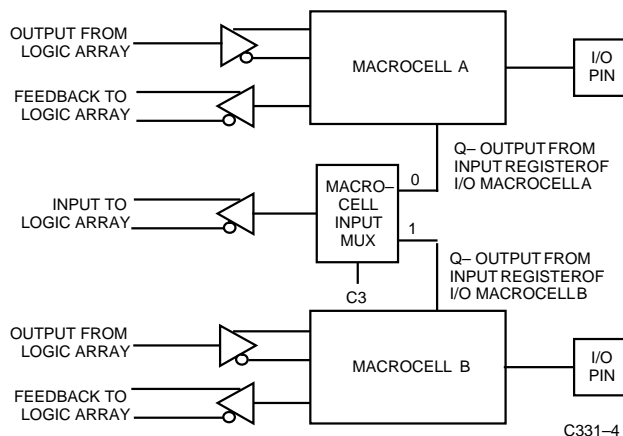 OUTPUT FROM
LOGIC ARRAY
MACROCELL A
I/O
PIN
FEEDBACK TO
LOGIC ARRAY
Q– OUTPUT FROM
INPUT REGISTEROF
I/O MACROCELLA
0
MACRO–
CELL
INPUT
MUX
INPUT TO
LOGIC ARRAY
1
Q– OUTPUT FROM
INPUT REGISTEROF
I/O MACROCELLB
C3
OUTPUT FROM
LOGIC ARRAY
MACROCELL B
I/O
PIN
FEEDBACK TO
LOGIC ARRAY
C331–4